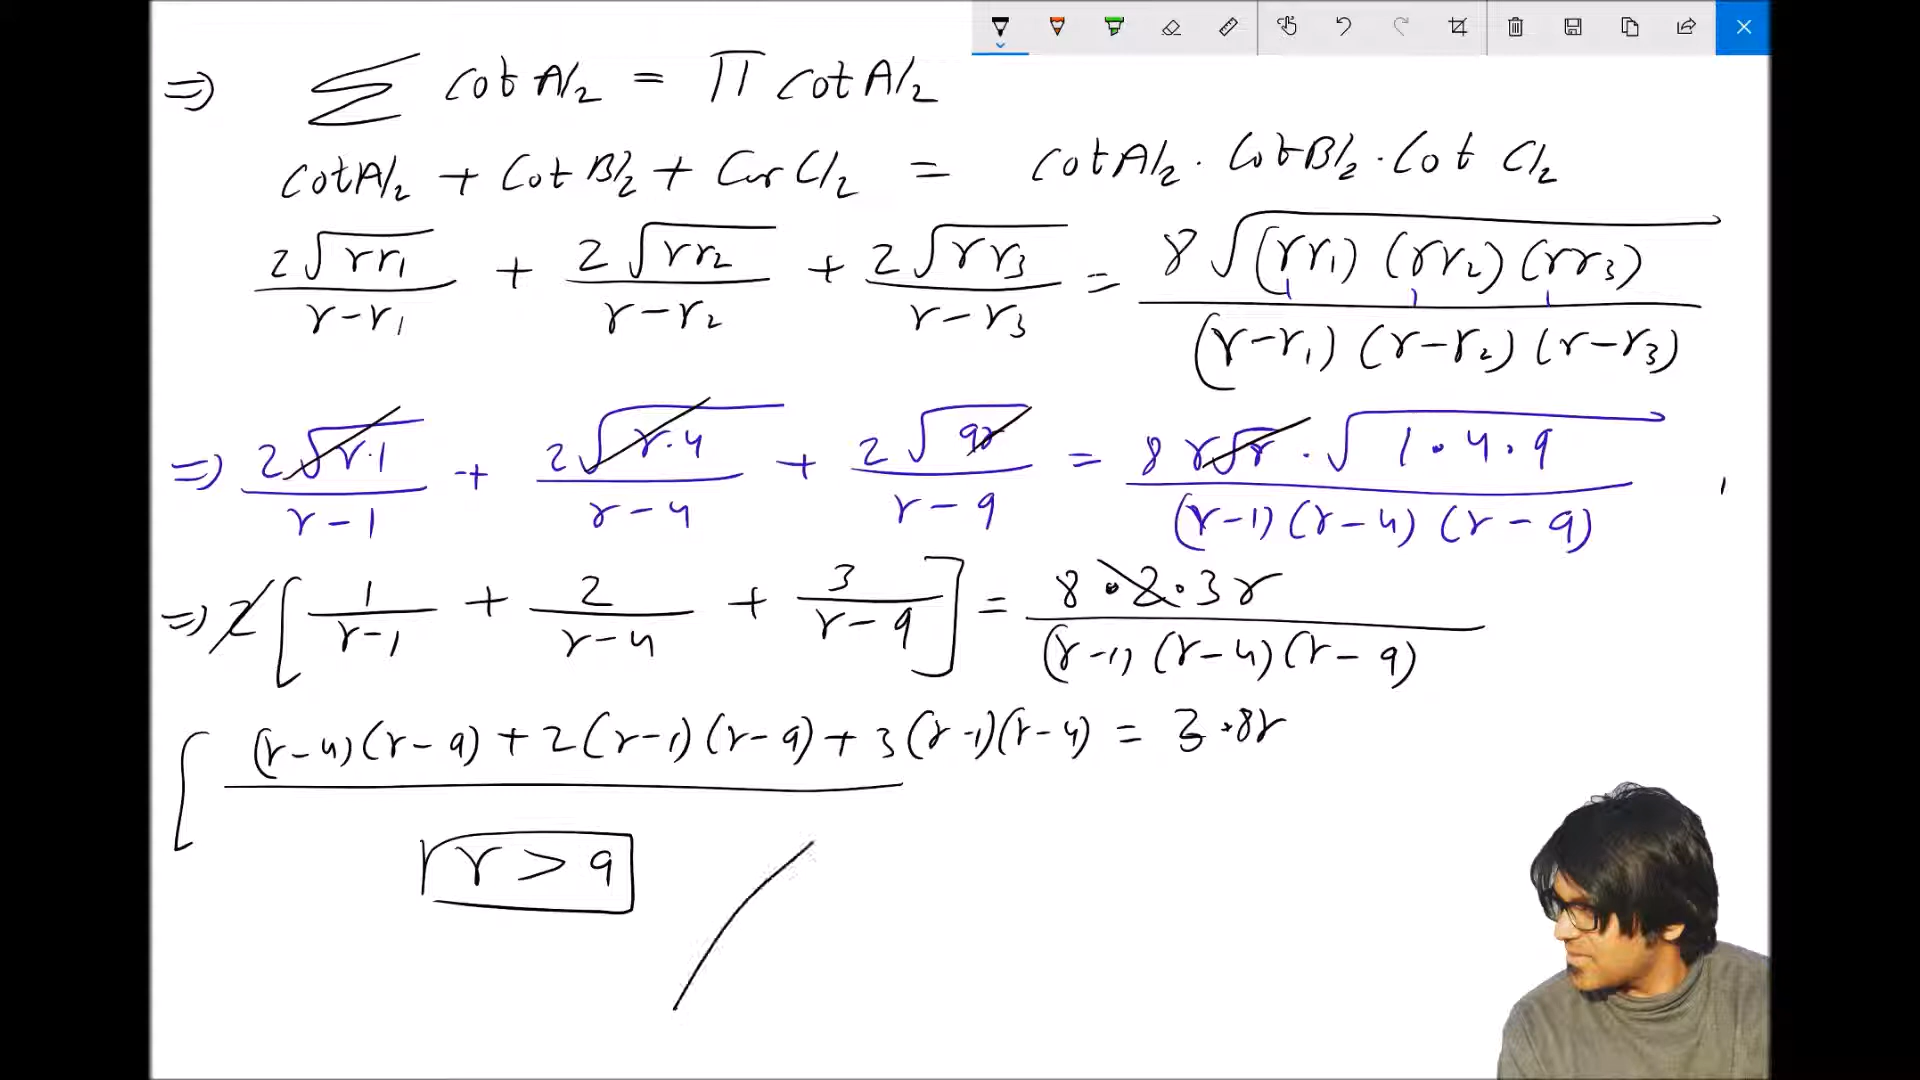 ⇒ Σ cot A/2 = Π cot A/2
cot A/2 + Cot B/2 + Cor C/2 = cot A/2 · Cot B/2 · Cot C/2
2√(rr₁)/(r-r₁) + 2√(rr₂)/(r-r₂) + 2√(rr₃)/(r-r₃) = 8√((rr₁)(rr₂)(rr₃))/((r-r₁)(r-r₂)(r-r₃))
⇒ 2√(r·1)/(r-1) + 2√(r·4)/(r-4) + 2√(9r)/(r-9) = 8r√r · √(1·4·9)/((r-1)(r-4)(r-9))
⇒ 2[1/(r-1) + 2/(r-4) + 3/(r-9)] = 8·2·3r/((r-1)(r-4)(r-9))
[(r-4)(r-9) + 2(r-1)(r-9) + 3(r-1)(r-4) = 3·8r
r > 9